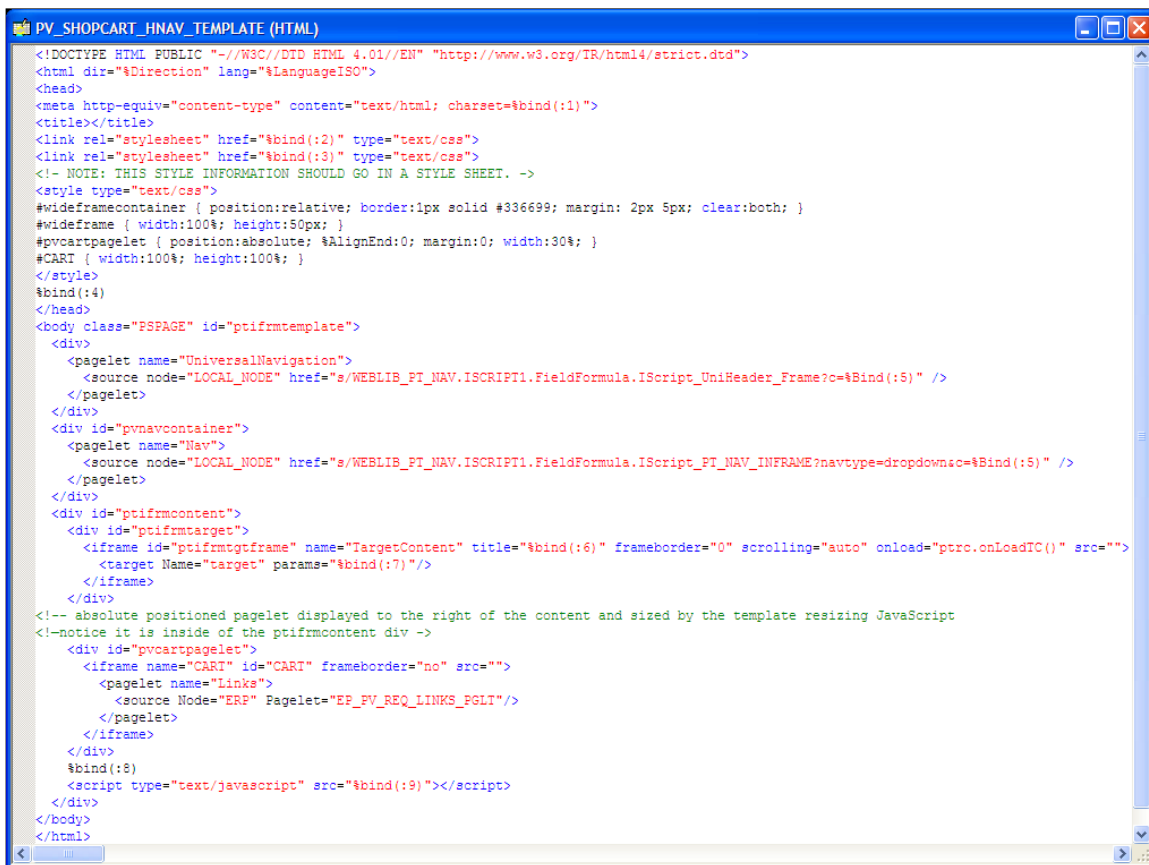 PV_SHOPCART_HNAV_TEMPLATE (HTML)
<!DOCTYPE HTML PUBLIC "-//W3C//DTD HTML 4.01//EN" "http://www.w3.org/TR/html4/strict.dtd">
<html dir="%Direction" lang="%LanguageISO">
<head>
<meta http-equiv="content-type" content="text/html; charset=%bind(:1)">
<title></title>
<link rel="stylesheet" href="%bind(:2)" type="text/css">
<link rel="stylesheet" href="%bind(:3)" type="text/css">
<!- NOTE: THIS STYLE INFORMATION SHOULD GO IN A STYLE SHEET. ->
<style type="text/css">
#wideframecontainer { position:relative; border:1px solid #336699; margin: 2px 5px; clear:both; }
#wideframe { width:100%; height:50px; }
#pvcartpagelet { position:absolute; %AlignEnd:0; margin:0; width:30%; }
#CART { width:100%; height:100%; }
</style>
%bind(:4)
</head>
<body class="PSPAGE" id="ptifrmtemplate">
<div>
<pagelet name="UniversalNavigation">
<source node="LOCAL_NODE" href="s/WEBLIB_PT_NAV.ISCRIPT1.FieldFormula.IScript_UniHeader_Frame?c=%Bind(:5)" />
</pagelet>
</div>
<div id="pvnavcontainer">
<pagelet name="Nav">
<source node="LOCAL_NODE" href="s/WEBLIB_PT_NAV.ISCRIPT1.FieldFormula.IScript_PT_NAV_INFRAME?navtype=dropdown&c=%Bind(:5)" />
</pagelet>
</div>
<div id="ptifrmcontent">
<div id="ptifrmtarget">
<iframe id="ptifrmtgtframe" name="TargetContent" title="%bind(:6)" frameborder="0" scrolling="auto" onload="ptrc.onLoadTC()" src="">
<target Name="target" params="%bind(:7)"/>
</iframe>
</div>
<!-- absolute positioned pagelet displayed to the right of the content and sized by the template resizing JavaScript
<!—notice it is inside of the ptifrmcontent div ->
<div id="pvcartpagelet">
<iframe name="CART" id="CART" frameborder="no" src="">
<pagelet name="Links">
<source Node="ERP" Pagelet="EP_PV_REQ_LINKS_PGLT"/>
</pagelet>
</iframe>
</div>
%bind(:8)
<script type="text/javascript" src="%bind(:9)"></script>
</div>
</body>
</html>